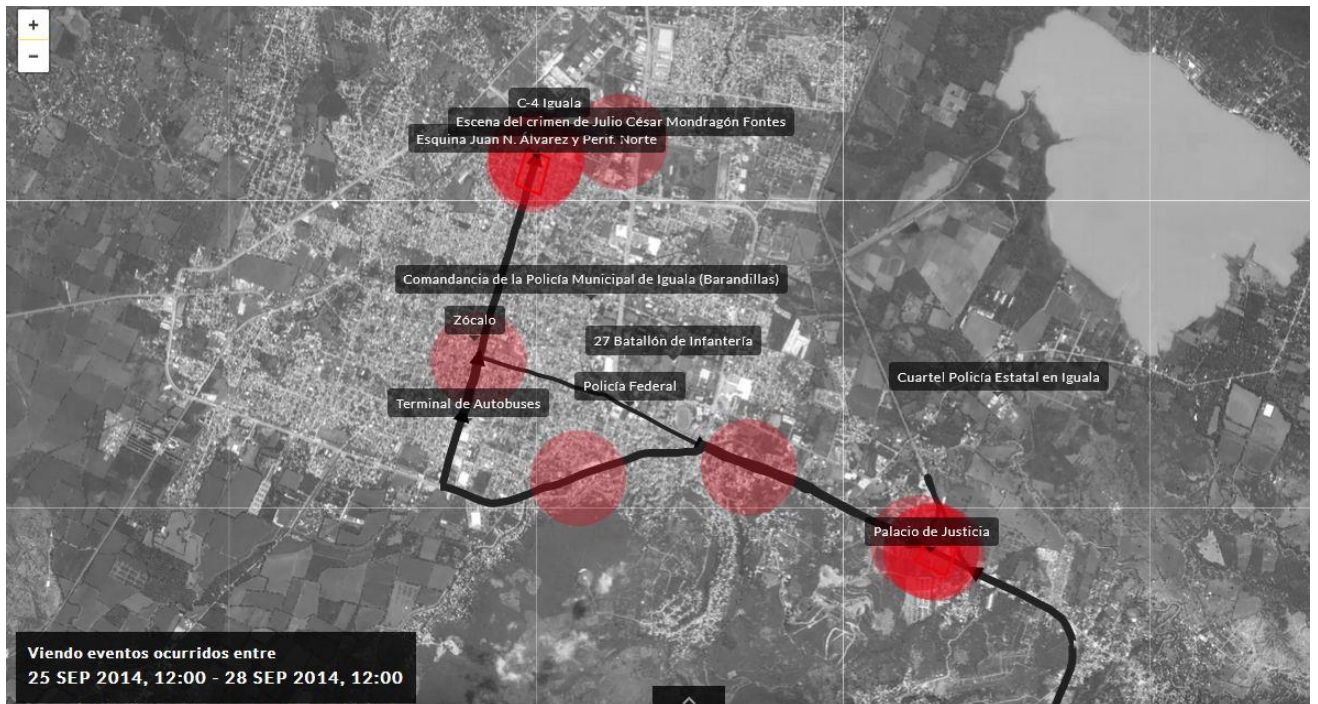 +
−
C-4 Iguala
Escena del crimen de Julio César Mondragón Fontes
Esquina Juan N. Álvarez y Perif. Norte
Comandancia de la Policía Municipal de Iguala (Barandillas)
Zócalo
27 Batallón de Infantería
Cuartel Policía Estatal en Iguala
Policía Federal
Terminal de Autobuses
Palacio de Justicia
Viendo eventos ocurridos entre
25 SEP 2014, 12:00 - 28 SEP 2014, 12:00